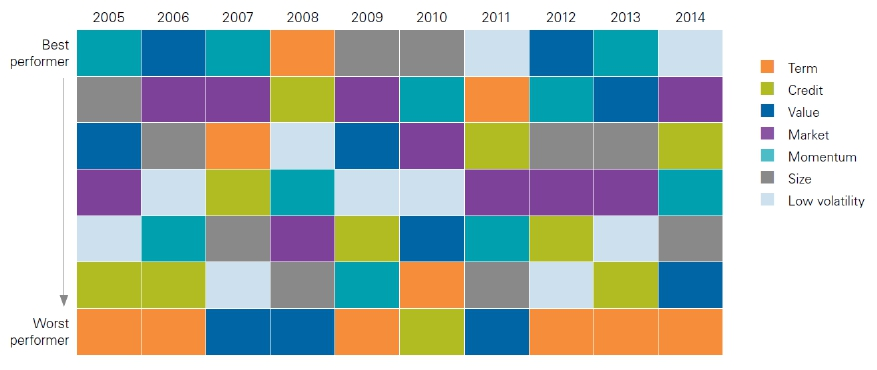 2005 2006 2007 2008 2009 2010 2011 2012 2013 2014
Best
performer
Worst
performer
Term
Credit
Value
Market
Momentum
Size
Low volatility